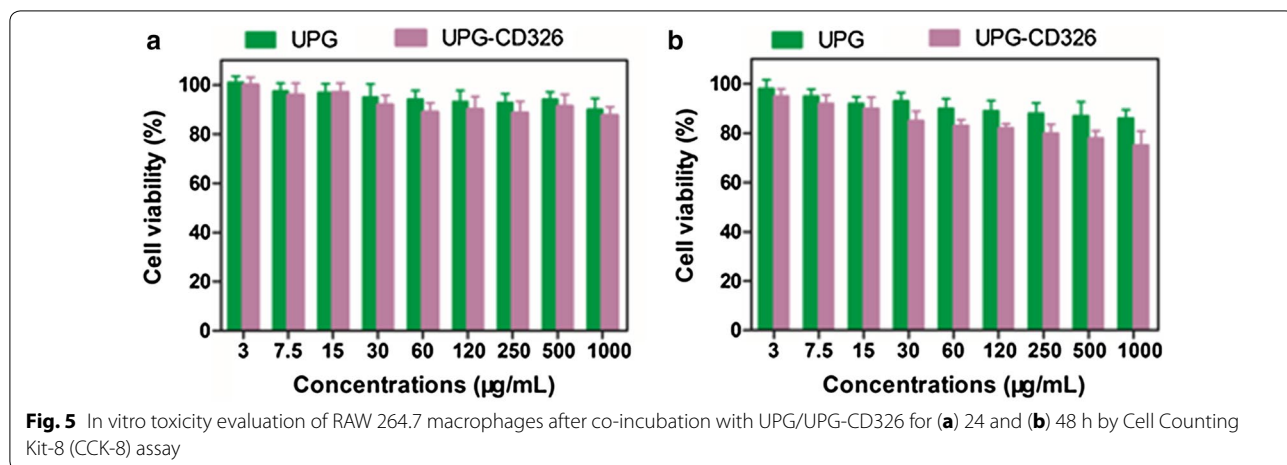 a
UPG UPG-CD326
Cell viability (%)
100
80
60
40
20
0
3 7.5 15 30 60 120 250 500 1000
Concentrations (µg/mL)
b
UPG UPG-CD326
Cell viability (%)
100
80
60
40
20
0
3 7.5 15 30 60 120 250 500 1000
Concentrations (µg/mL)
Fig. 5 In vitro toxicity evaluation of RAW 264.7 macrophages after co-incubation with UPG/UPG-CD326 for (a) 24 and (b) 48 h by Cell Counting
Kit-8 (CCK-8) assay